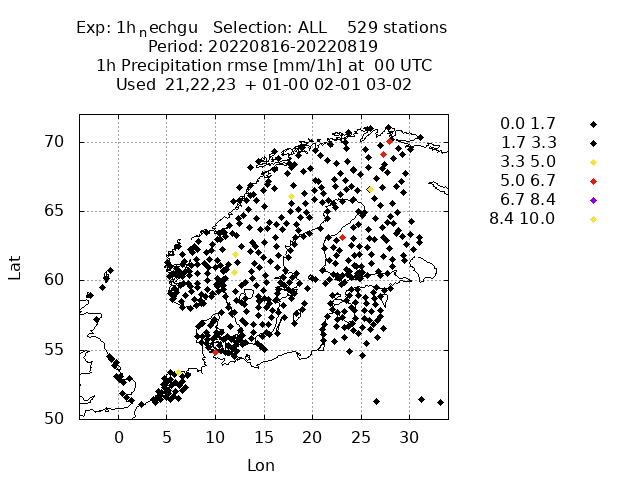 Exp: 1h_nechgu Selection: ALL 529 stations
Period: 20220816-20220819
1h Precipitation rmse [mm/1h] at 00 UTC
Used 21,22,23 + 01-00 02-01 03-02
0.0 1.7
1.7 3.3
3.3 5.0
5.0 6.7
6.7 8.4
8.4 10.0
70
65
60
55
50
Lat
0 5 10 15 20 25 30
Lon